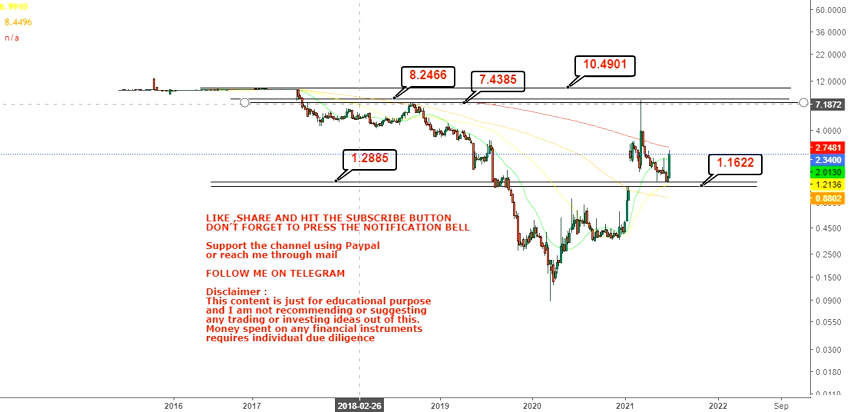 8.4496
n/a
10.4901
8.2466
7.4385
1.2885
1.1622
60.0000
36.0000
22.0000
12.0000
7.1872
4.0000
2.7481
2.3400
2.0130
1.2136
0.8802
0.4500
0.2500
0.1500
0.0900
0.0550
0.0300
0.0180
0.0110
LIKE ,SHARE AND HIT THE SUBSCRIBE BUTTON
DON'T FORGET TO PRESS THE NOTIFICATION BELL
Support the channel using Paypal
or reach me through mail
FOLLOW ME ON TELEGRAM
Disclaimer :
This content is just for educational purpose
and I am not recommending or suggesting
any trading or investing ideas out of this.
Money spent on any financial instruments
requires individual due diligence
2016 2017 2018-02-26 2019 2020 2021 2022 Sep